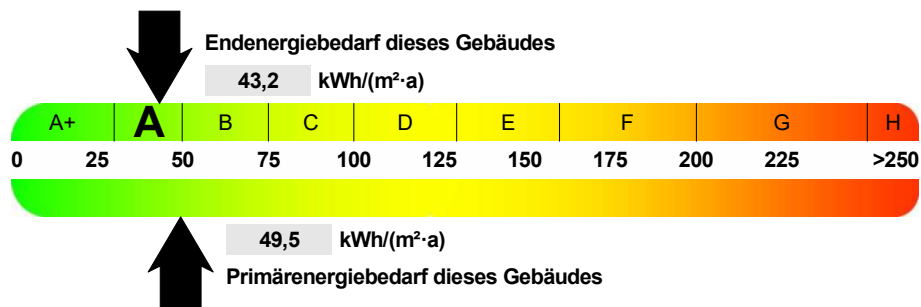 Endenergiebedarf dieses Gebäudes
43,2 kWh/(m²·a)
A+ A B C D E F G H
0 25 50 75 100 125 150 175 200 225 >250
49,5 kWh/(m²·a)
Primärenergiebedarf dieses Gebäudes